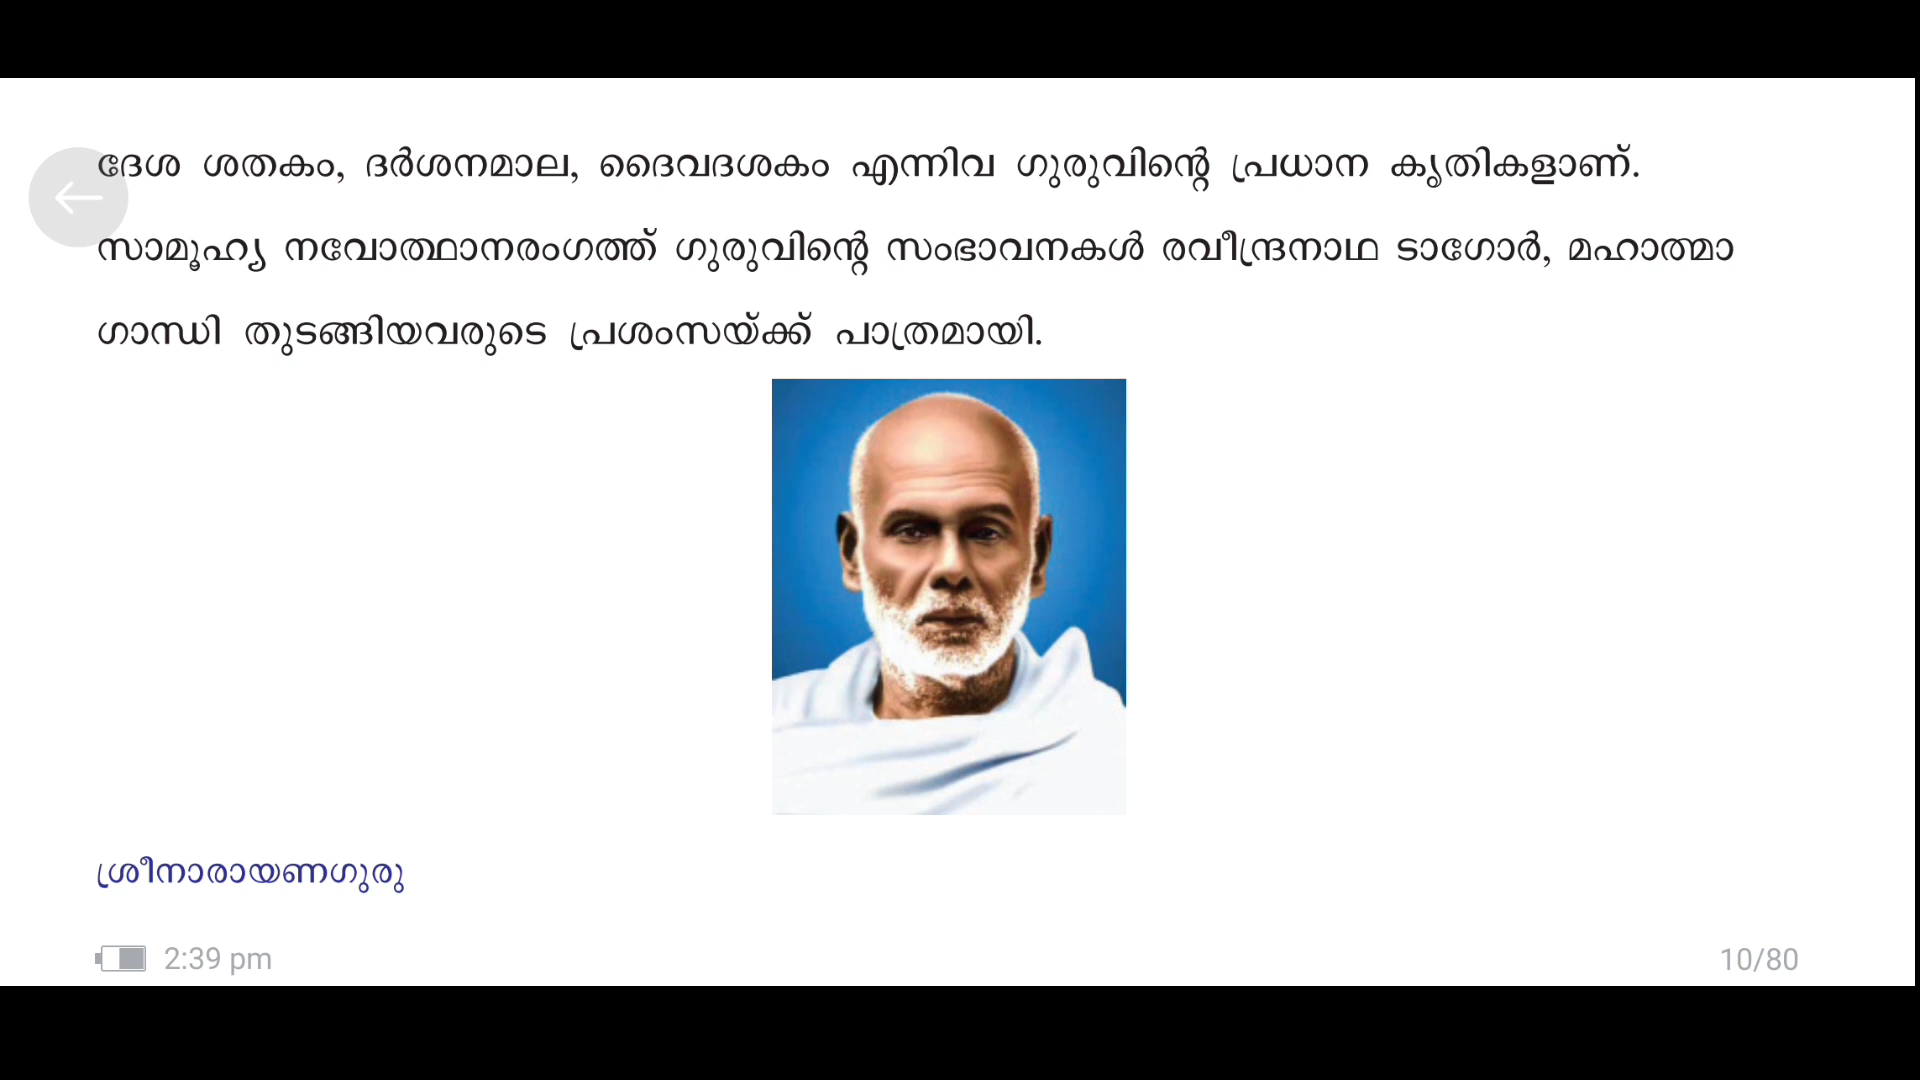 ദേശ ശതകം, ദർശനമാല, ദൈവദശകം എന്നിവ ഗുരുവിന്റെ പ്രധാന കൃതികളാണ്.
സാമൂഹ്യ നവോത്ഥാനരംഗത്ത് ഗുരുവിന്റെ സംഭാവനകൾ രവീന്ദ്രനാഥ ടാഗോർ, മഹാത്മാ
ഗാന്ധി തുടങ്ങിയവരുടെ പ്രശംസയ്ക്ക് പാത്രമായി.
ശ്രീനാരായണഗുരു
2:39 pm
10/80